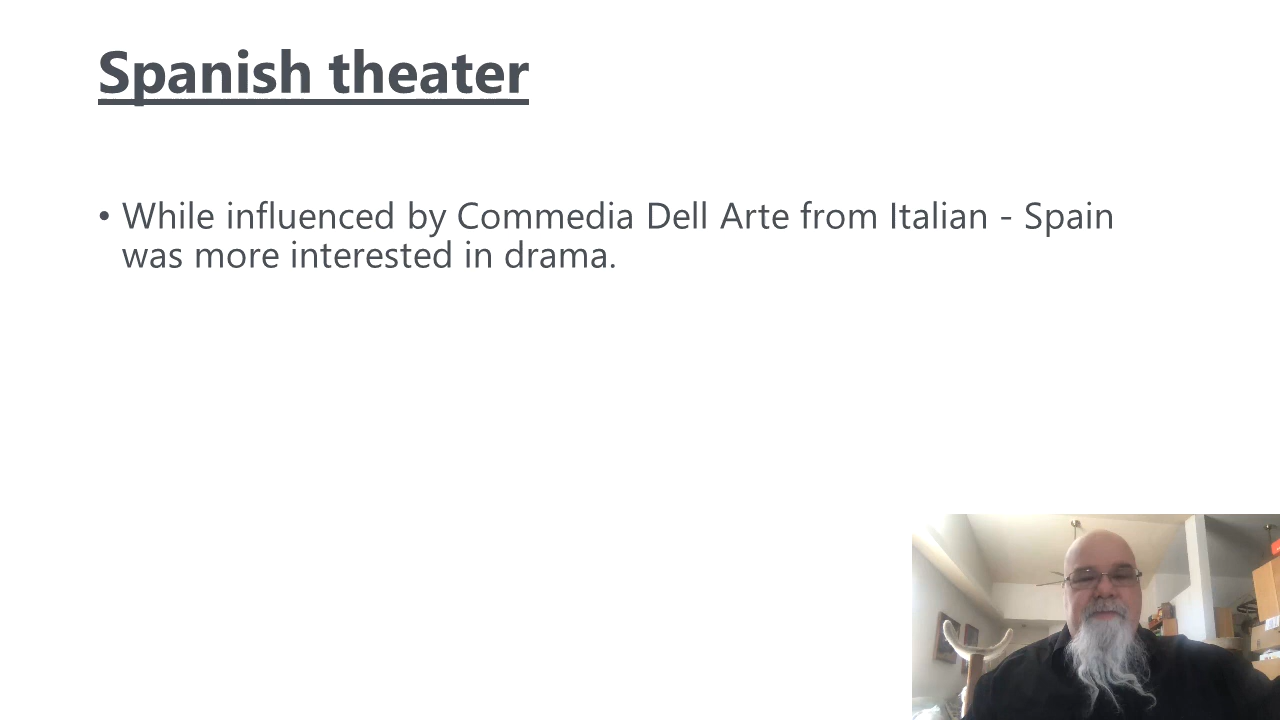 Spanish theater
• While influenced by Commedia Dell Arte from Italian - Spain
was more interested in drama.